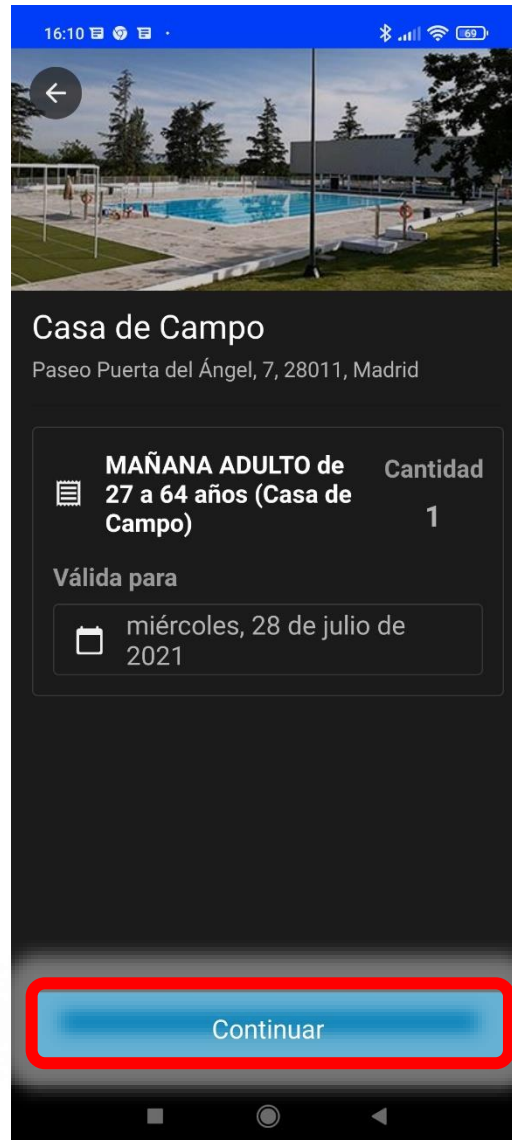 16:10
69
Casa de Campo
Paseo Puerta del Ángel, 7, 28011, Madrid
MAÑANA ADULTO de
27 a 64 años (Casa de
Campo)
Cantidad
1
Válida para
miércoles, 28 de julio de
2021
Continuar